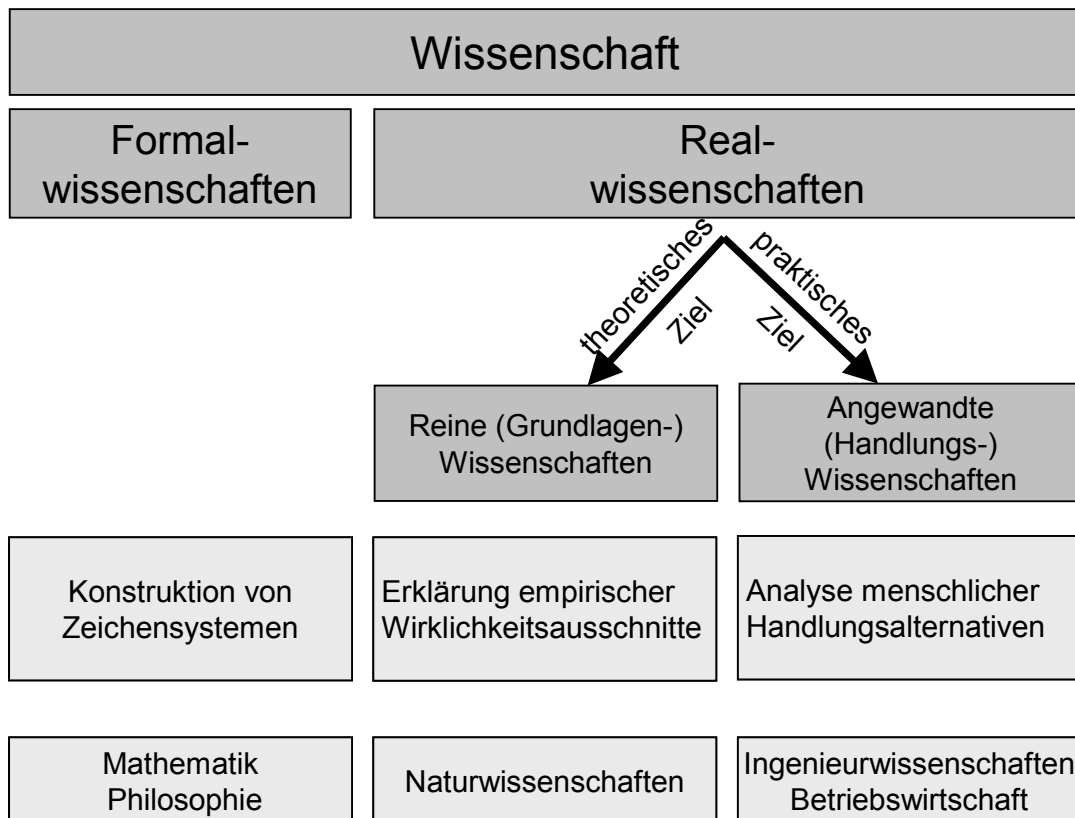 Wissenschaft
Formal-
wissenschaften
Real-
wissenschaften
theoretisches
Ziel
praktisches
Ziel
Reine (Grundlagen-)
Wissenschaften
Angewandte
(Handlungs-)
Wissenschaften
Konstruktion von
Zeichensystemen
Erklärung empirischer
Wirklichkeitsausschnitte
Analyse menschlicher
Handlungsalternativen
Mathematik
Philosophie
Naturwissenschaften
Ingenieurwissenschaften
Betriebswirtschaft